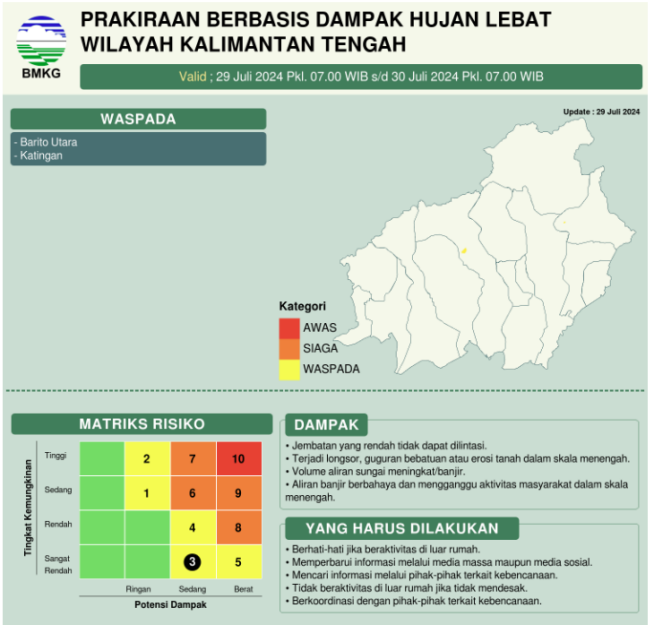 PRAKIRAAN BERBASIS DAMPAK HUJAN LEBAT
WILAYAH KALIMANTAN TENGAH
BMKG
Valid ; 29 Juli 2024 Pkl. 07.00 WIB s/d 30 Juli 2024 Pkl. 07.00 WIB
WASPADA
- Barito Utara
- Katingan
Update : 29 Juli 2024
Kategori
AWAS
SIAGA
WASPADA
MATRIKS RISIKO
Tingkat Kemungkinan
Tinggi 2 7 10
Sedang 1 6 9
Rendah 4 8
Sangat
Rendah 3 5
Ringan Sedang Berat
Potensi Dampak
DAMPAK
• Jembatan yang rendah tidak dapat dilintasi.
• Terjadi longsor, guguran bebatuan atau erosi tanah dalam skala menengah.
• Volume aliran sungai meningkat/banjir.
• Aliran banjir berbahaya dan mengganggu aktivitas masyarakat dalam skala
menengah.
YANG HARUS DILAKUKAN
• Berhati-hati jika beraktivitas di luar rumah.
• Memperbarui informasi melalui media massa maupun media sosial.
• Mencari informasi melalui pihak-pihak terkait kebencanaan.
• Tidak beraktivitas di luar rumah jika tidak mendesak.
• Berkoordinasi dengan pihak-pihak terkait kebencanaan.